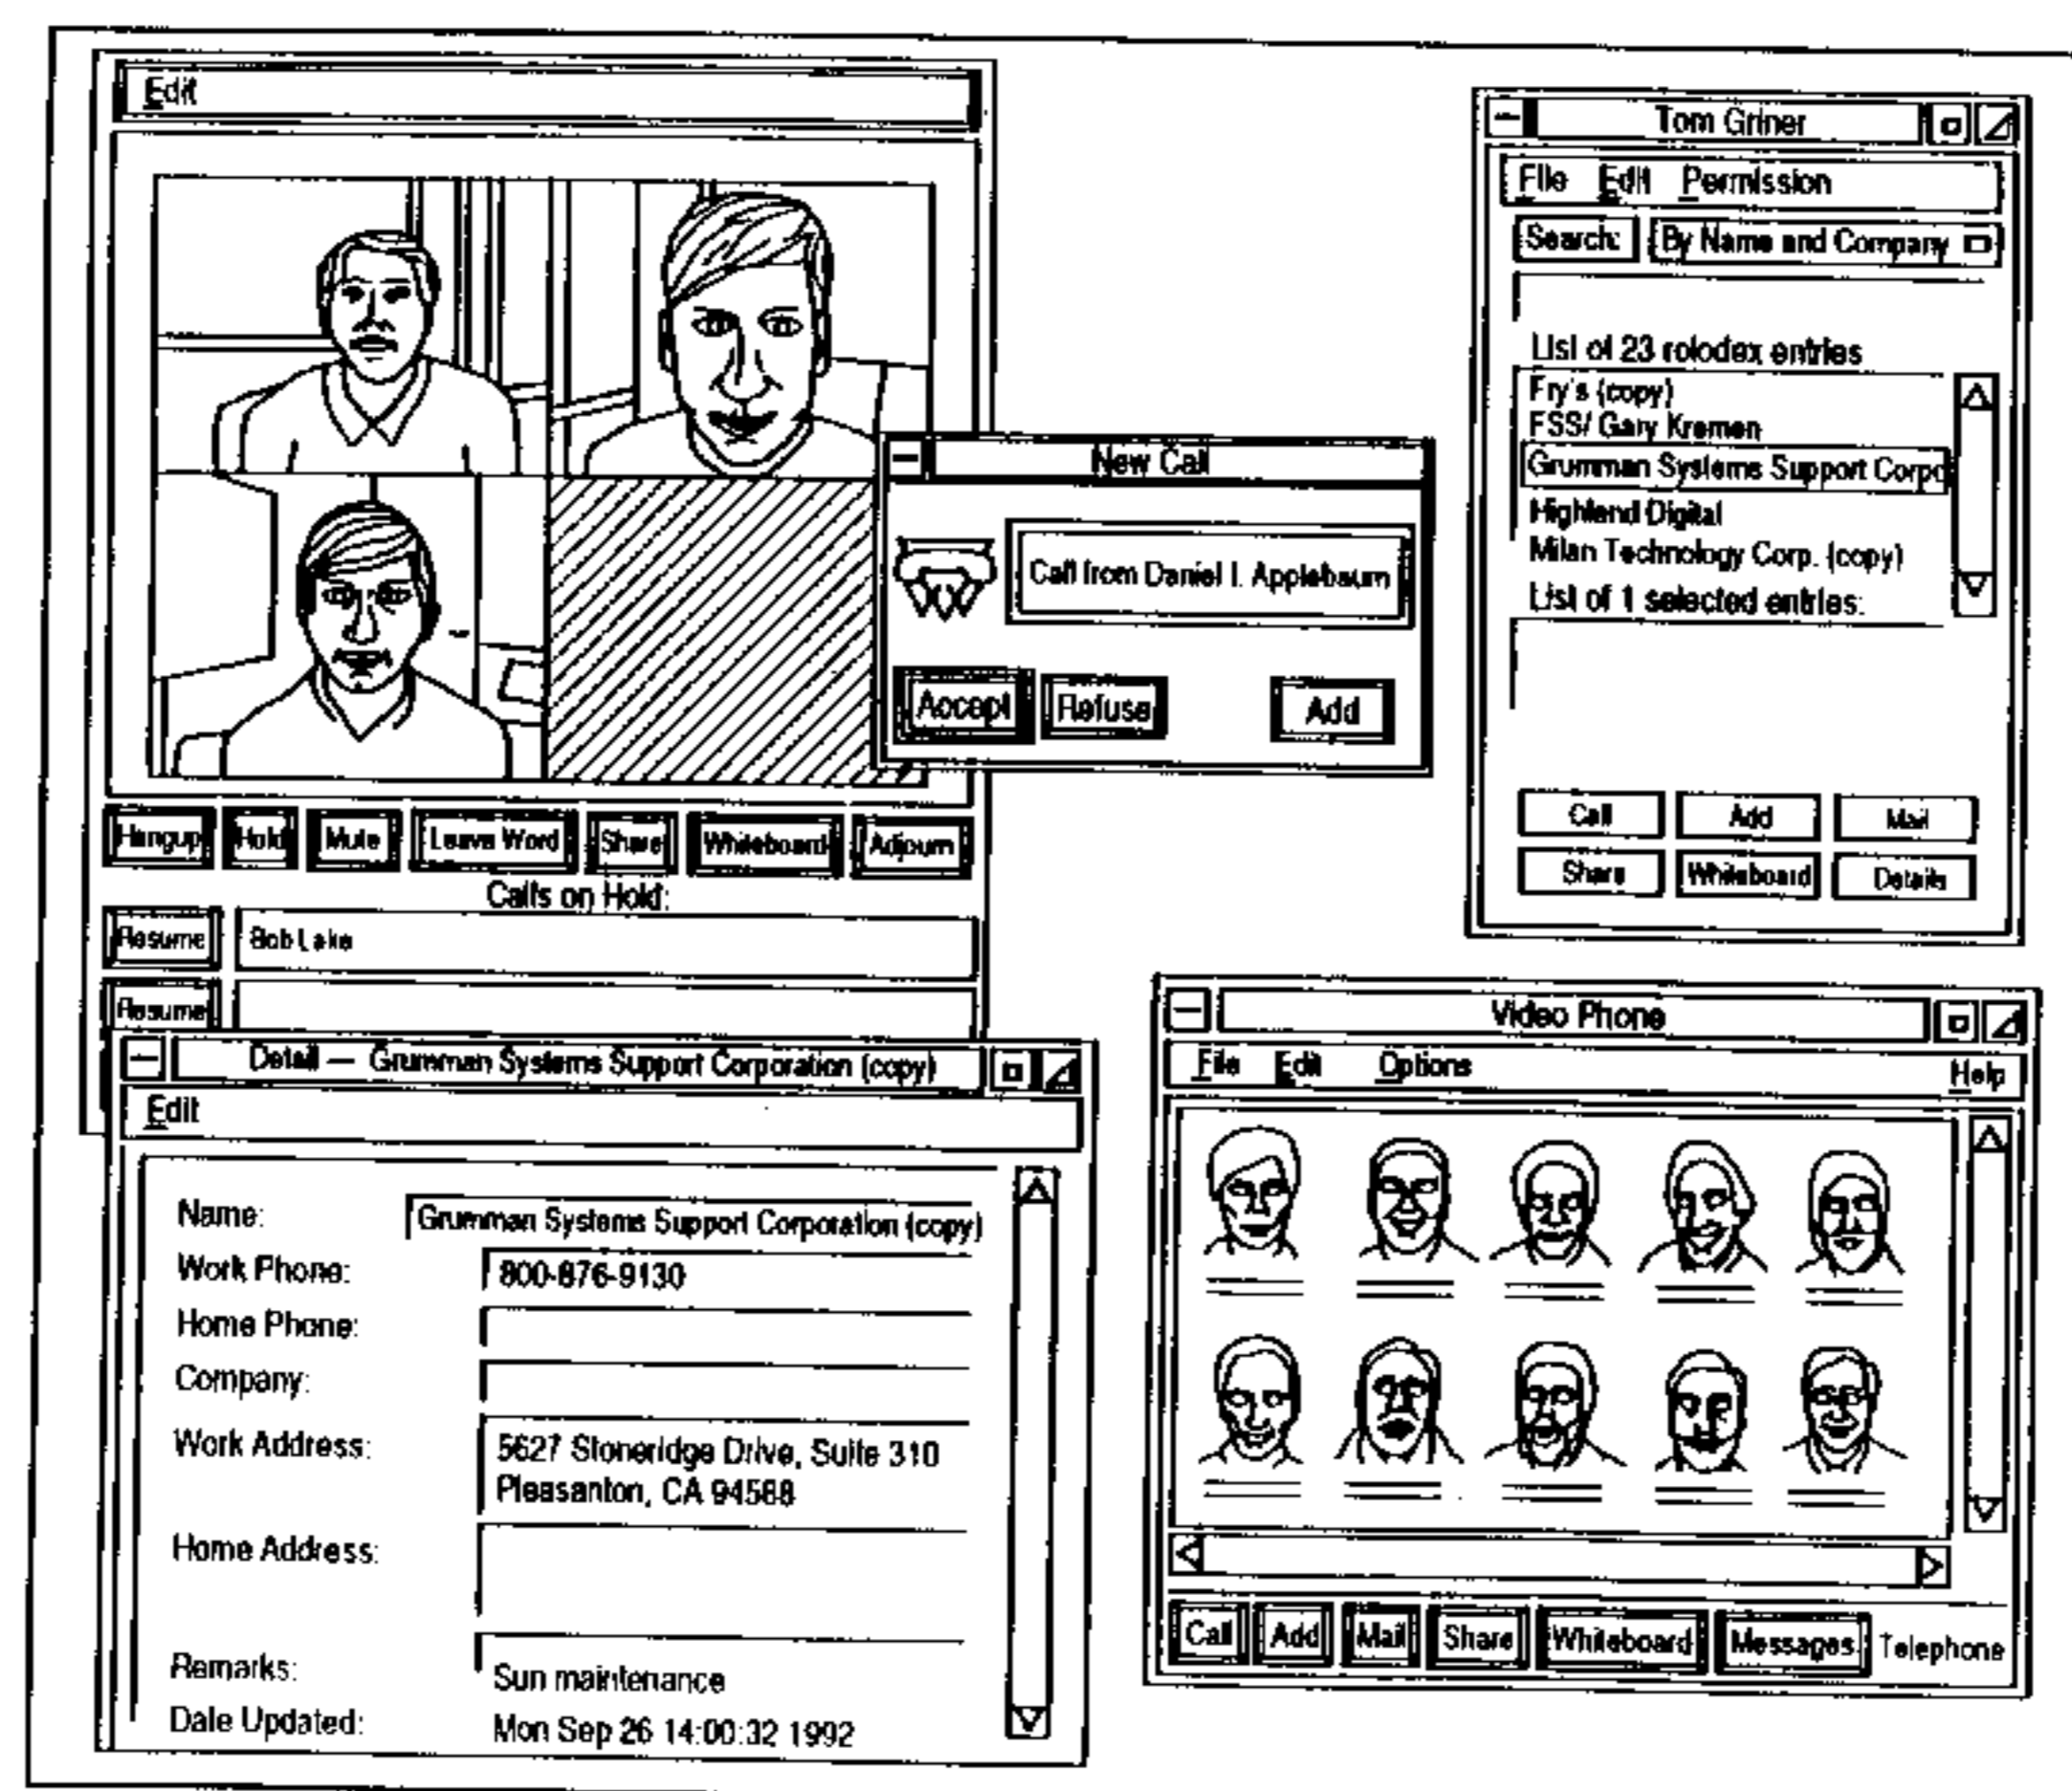 Edit
Hangup Hold Mute Leave Word Share Whiteboard Adjourn
Calls on Hold:
Resume Bob Lake
Resume
New Call
Call from Daniel I. Applebaum
Accept Refuse Add
Tom Griner
File Edit Permission
Search: By Name and Company
List of 23 rolodex entries
Fry's (copy)
FSS/ Gary Kremen
Grumman Systems Support Corpo
Highland Digital
Milan Technology Corp. (copy)
List of 1 selected entries:
Call Add Mail
Share Whiteboard Details
Detail — Grumman Systems Support Corporation (copy)
Edit
Name: Grumman Systems Support Corporation (copy)
Work Phone: 800-876-9130
Home Phone:
Company:
Work Address: 5627 Stoneridge Drive, Suite 310
Pleasanton, CA 94588
Home Address:
Remarks: Sun maintenance
Date Updated: Mon Sep 26 14:00:32 1992
Video Phone
File Edit Options Help
Call Add Mail Share Whiteboard Messages Telephone